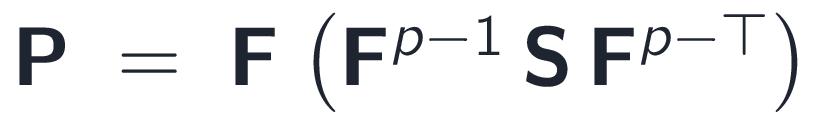 P = F (F^{p−1} S F^{p−⊤})